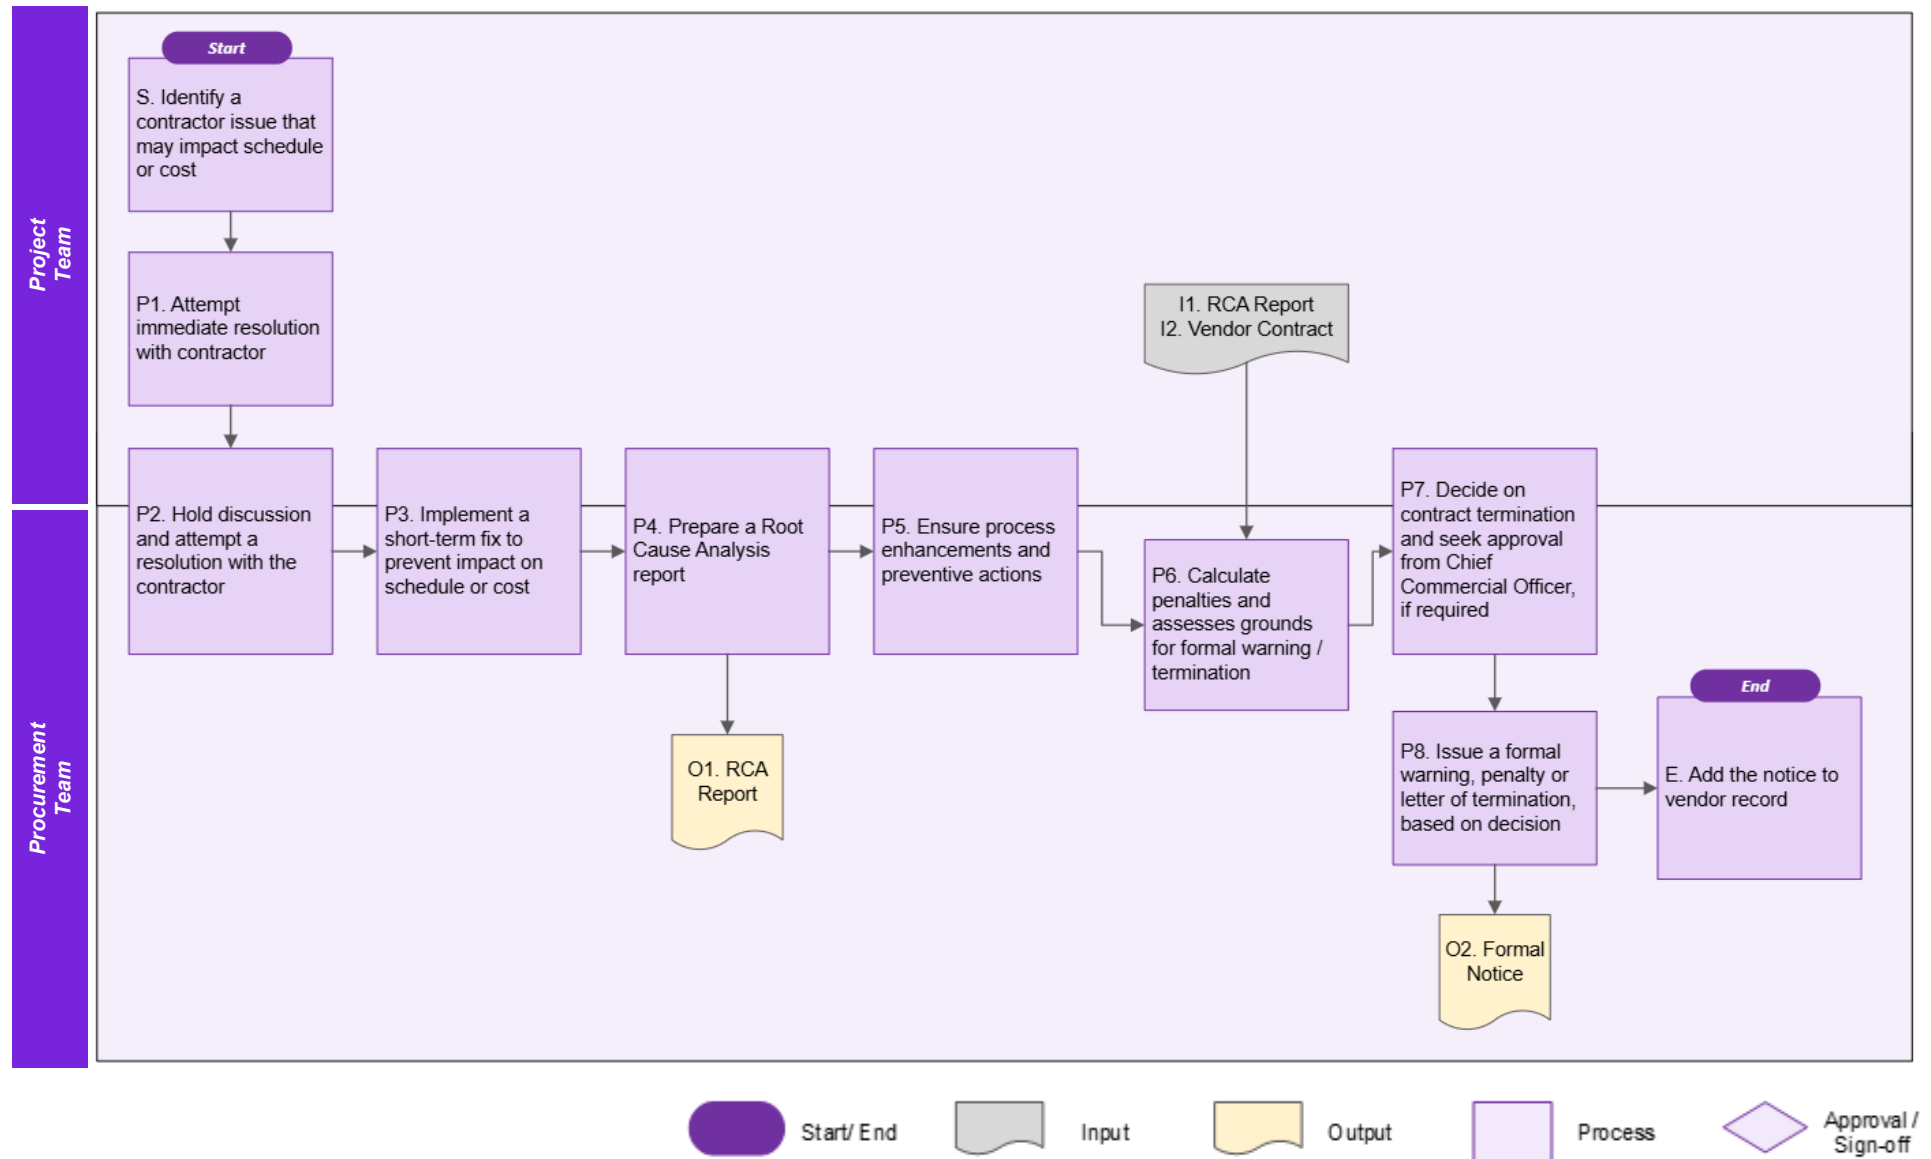 Project
Team
Start
S. Identify a
contractor issue that
may impact schedule
or cost
P1. Attempt
immediate resolution
with contractor
I1. RCA Report
I2. Vendor Contract
P2. Hold discussion
and attempt a
resolution with the
contractor
P3. Implement a
short-term fix to
prevent impact on
schedule or cost
P4. Prepare a Root
Cause Analysis
report
P5. Ensure process
enhancements and
preventive actions
P6. Calculate
penalties and
assesses grounds
for formal warning /
termination
P7. Decide on
contract termination
and seek approval
from Chief
Commercial Officer,
if required
Procurement
Team
O1. RCA
Report
P8. Issue a formal
warning, penalty or
letter of termination,
based on decision
End
E. Add the notice to
vendor record
O2. Formal
Notice
Start/ End
Input
Output
Process
Approval /
Sign-off